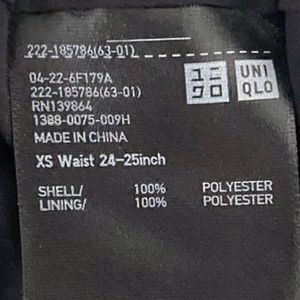 222-185786(63-01)
04-22-6F179A
222-185786(63-01)
RN139864
1388-0075-009H
MADE IN CHINA
XS Waist 24-25inch
SHELL/ 100% POLYESTER
LINING/ 100% POLYESTER
ユニ
クロ
UNI
QLO